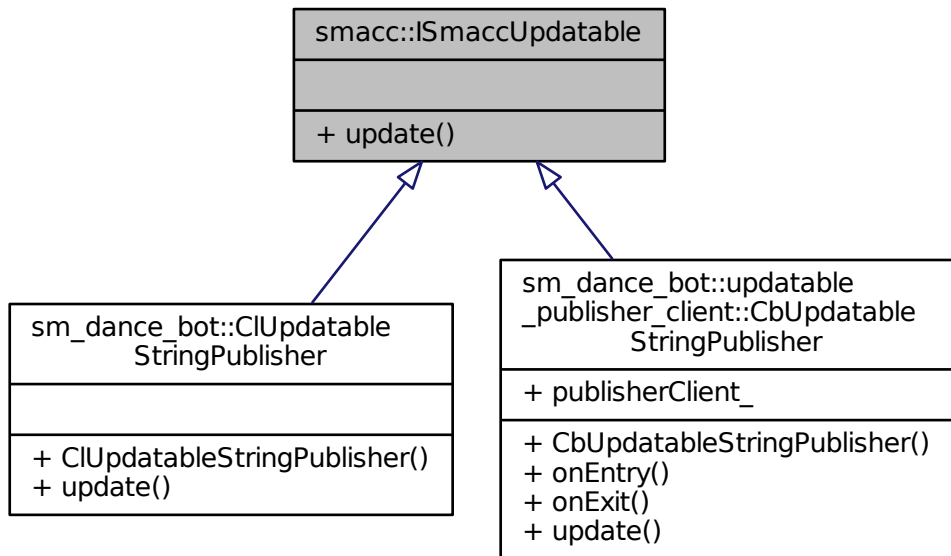 smacc::ISmaccUpdatable
+ update()
sm_dance_bot::ClUpdatable
StringPublisher
+ ClUpdatableStringPublisher()
+ update()
sm_dance_bot::updatable
_publisher_client::CbUpdatable
StringPublisher
+ publisherClient_
+ CbUpdatableStringPublisher()
+ onEntry()
+ onExit()
+ update()